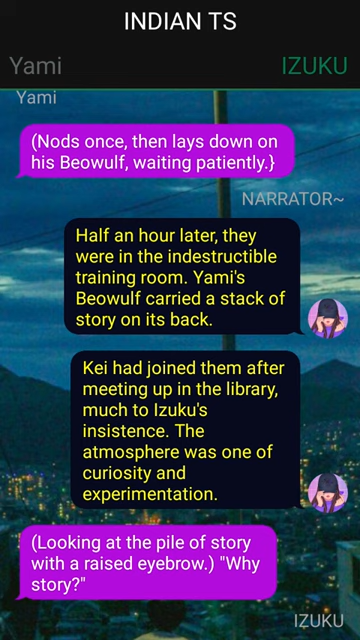 INDIAN TS
Yami
IZUKU
Yami
(Nods once, then lays down on
his Beowulf, waiting patiently.}
NARRATOR~
Half an hour later, they
were in the indestructible
training room. Yami's
Beowulf carried a stack of
story on its back.
Kei had joined them after
meeting up in the library,
much to Izuku's
insistence. The
atmosphere was one of
curiosity and
experimentation.
(Looking at the pile of story
with a raised eyebrow.) "Why
story?"
IZUKU